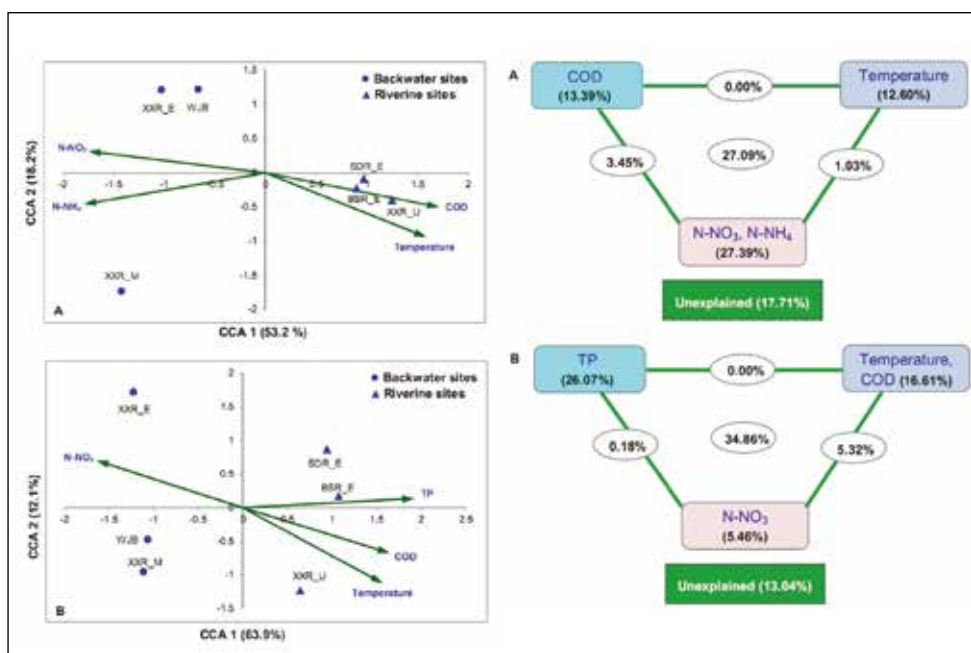 1.5
Backwater sites
Riverine sites
1
XXR_E WJB
0.5
N-NO₃
SDR_E
-2 -1.5 -1 -0.5 0 0.5 1 1.5 2
BSR_E
XXR_U
COD
N-NH₄
-0.5
Temperature
-1
XXR_M
-1.5
A
-2
CCA 2 (18.2%)
CCA 1 (53.2 %)
2
Backwater sites
Riverine sites
XXR_E
1.5
1
SDR_E
N-NO₃
0.5
BSR_E
TP
-2 -1.5 -1 -0.5 0 0.5 1 1.5 2 2.5
WJB
-0.5
COD
XXR_M
XXR_U
-1
Temperature
B
-1.5
CCA 2 (12.1%)
CCA 1 (63.9%)
A
COD
(13.39%)
0.00%
Temperature
(12.60%)
3.45%
27.09%
1.03%
N-NO₃, N-NH₄
(27.39%)
Unexplained (17.71%)
B
TP
(26.07%)
0.00%
Temperature,
COD (16.61%)
0.18%
34.86%
5.32%
N-NO₃
(5.46%)
Unexplained (13.04%)